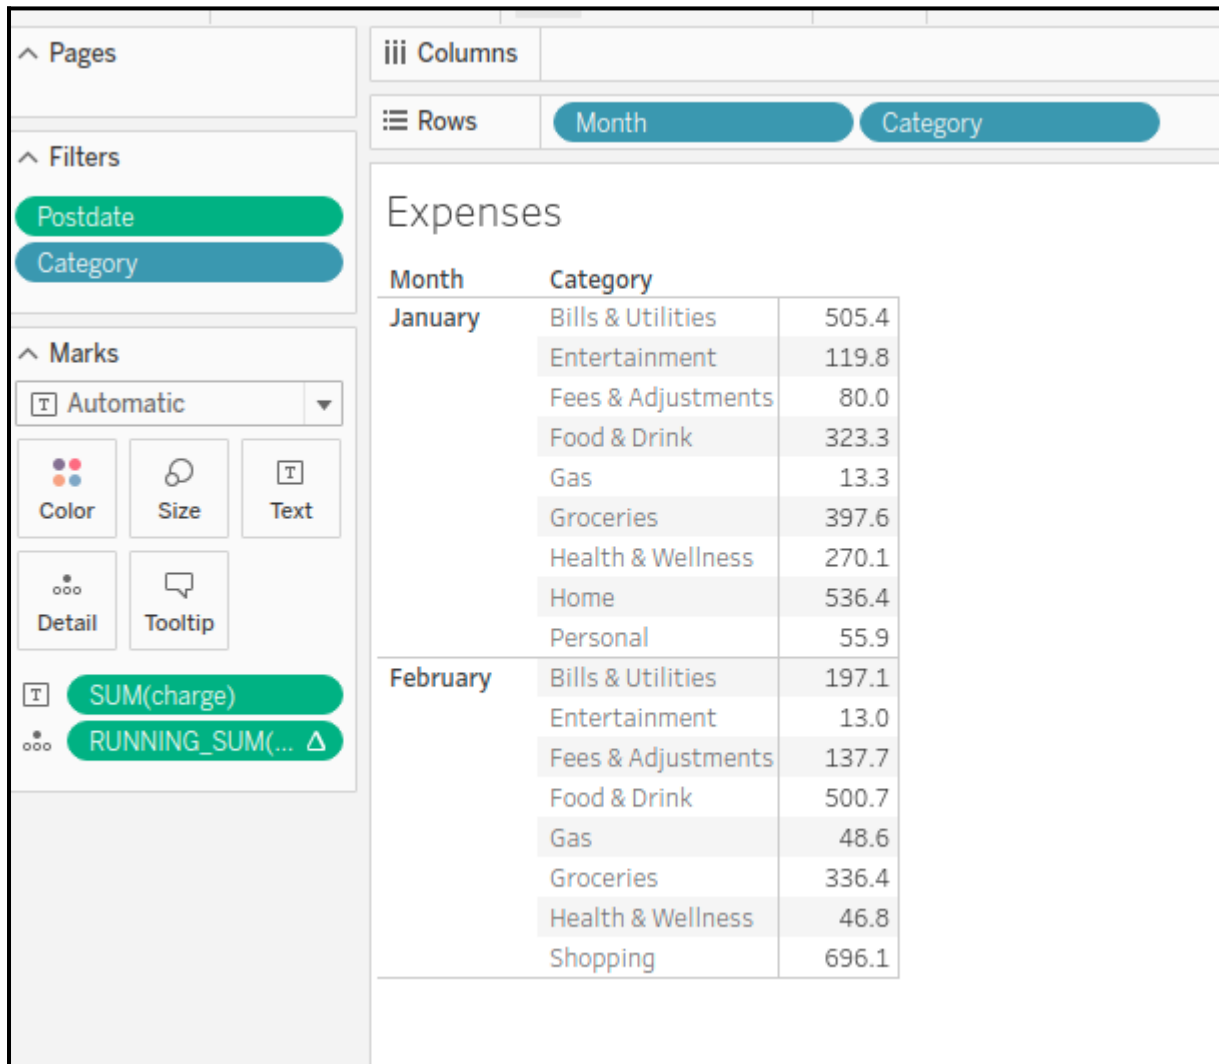 Pages
Filters
Postdate
Category
Marks
T Automatic
Color Size T Text
Detail Tooltip
T SUM(charge)
RUNNING_SUM(... Δ
iii Columns
Rows Month Category
Expenses
Month Category
January Bills & Utilities 505.4
Entertainment 119.8
Fees & Adjustments 80.0
Food & Drink 323.3
Gas 13.3
Groceries 397.6
Health & Wellness 270.1
Home 536.4
Personal 55.9
February Bills & Utilities 197.1
Entertainment 13.0
Fees & Adjustments 137.7
Food & Drink 500.7
Gas 48.6
Groceries 336.4
Health & Wellness 46.8
Shopping 696.1